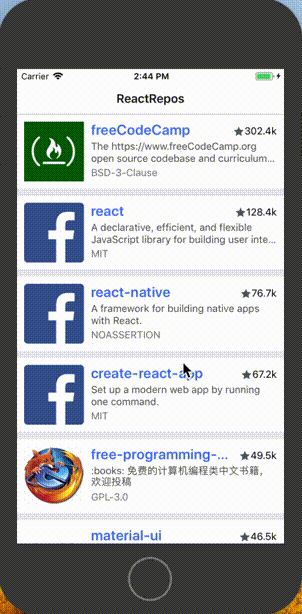 Carrier 2:44 PM
ReactRepos
freeCodeCamp ★302.4k
The https://www.freeCodeCamp.org
open source codebase and curriculum...
BSD-3-Clause
react ★128.4k
A declarative, efficient, and flexible
JavaScript library for building user inte...
MIT
react-native ★76.7k
A framework for building native apps
with React.
NOASSERTION
create-react-app ★67.2k
Set up a modern web app by running
one command.
MIT
free-programming-... ★49.5k
:books: 免费的计算机编程类中文书籍，
欢迎投稿
GPL-3.0
material-ui ★46.5k